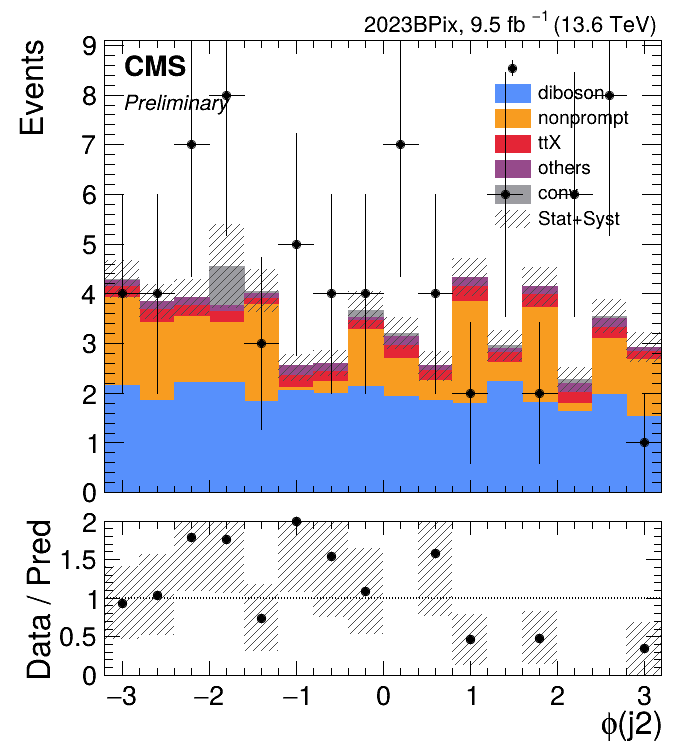 2023BPix, 9.5 fb⁻¹ (13.6 TeV)
CMS
Preliminary
diboson
nonprompt
ttX
others
conv
Stat+Syst
Events
9
8
7
6
5
4
3
2
1
0
Data / Pred
2
1.5
1
0.5
0
−3 −2 −1 0 1 2 3
ϕ(j2)